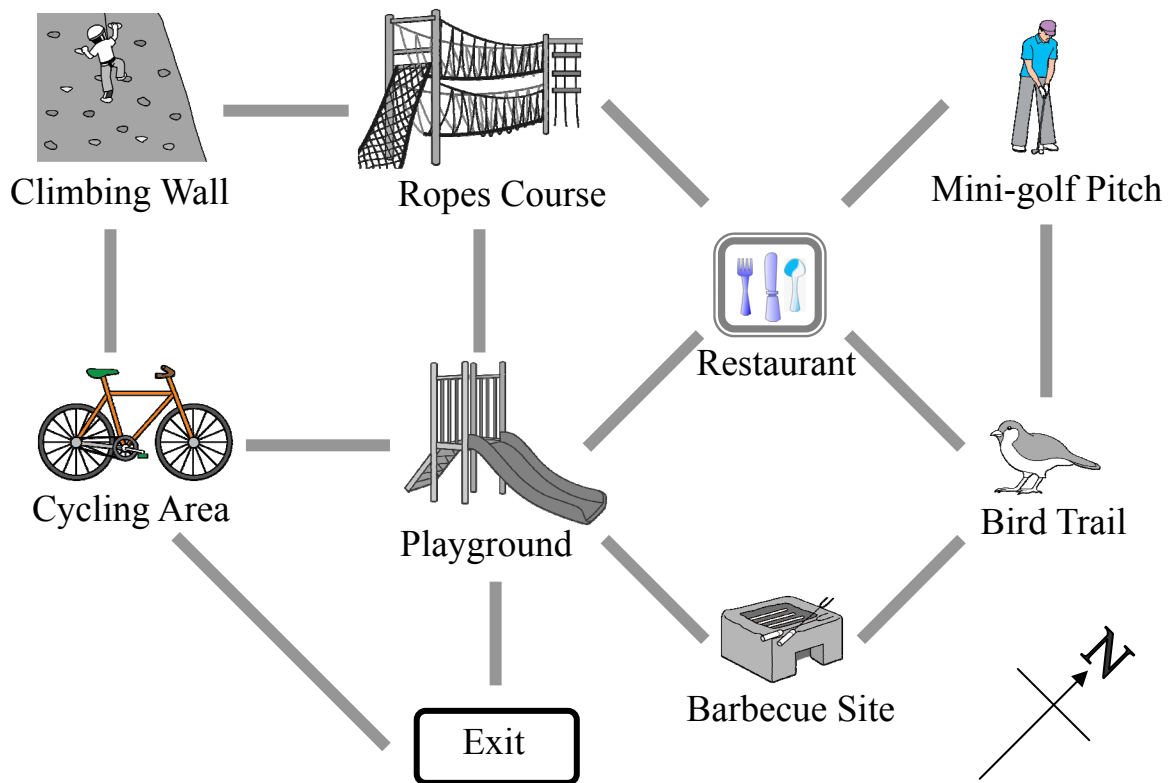 Climbing Wall
Ropes Course
Mini-golf Pitch
Restaurant
Cycling Area
Playground
Bird Trail
Barbecue Site
Exit
N